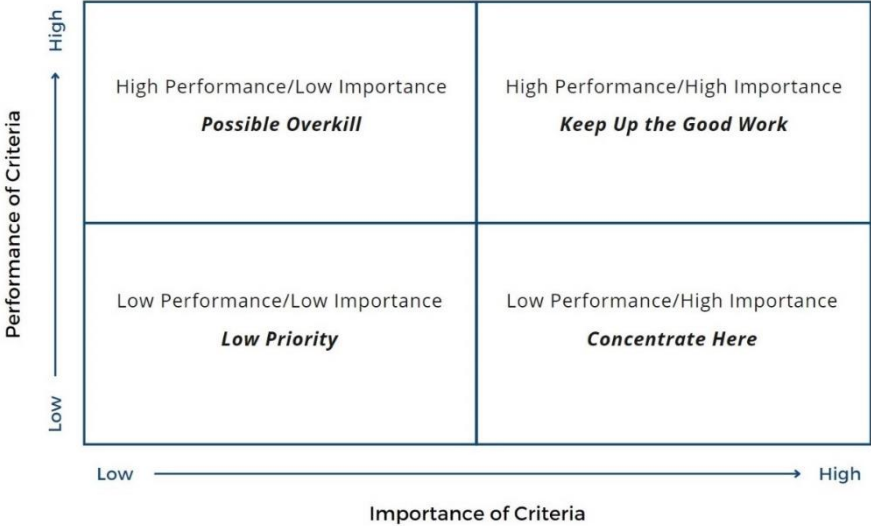 High
High Performance/Low Importance
Possible Overkill
High Performance/High Importance
Keep Up the Good Work
Performance of Criteria
Low Performance/Low Importance
Low Priority
Low Performance/High Importance
Concentrate Here
Low
Low
High
Importance of Criteria